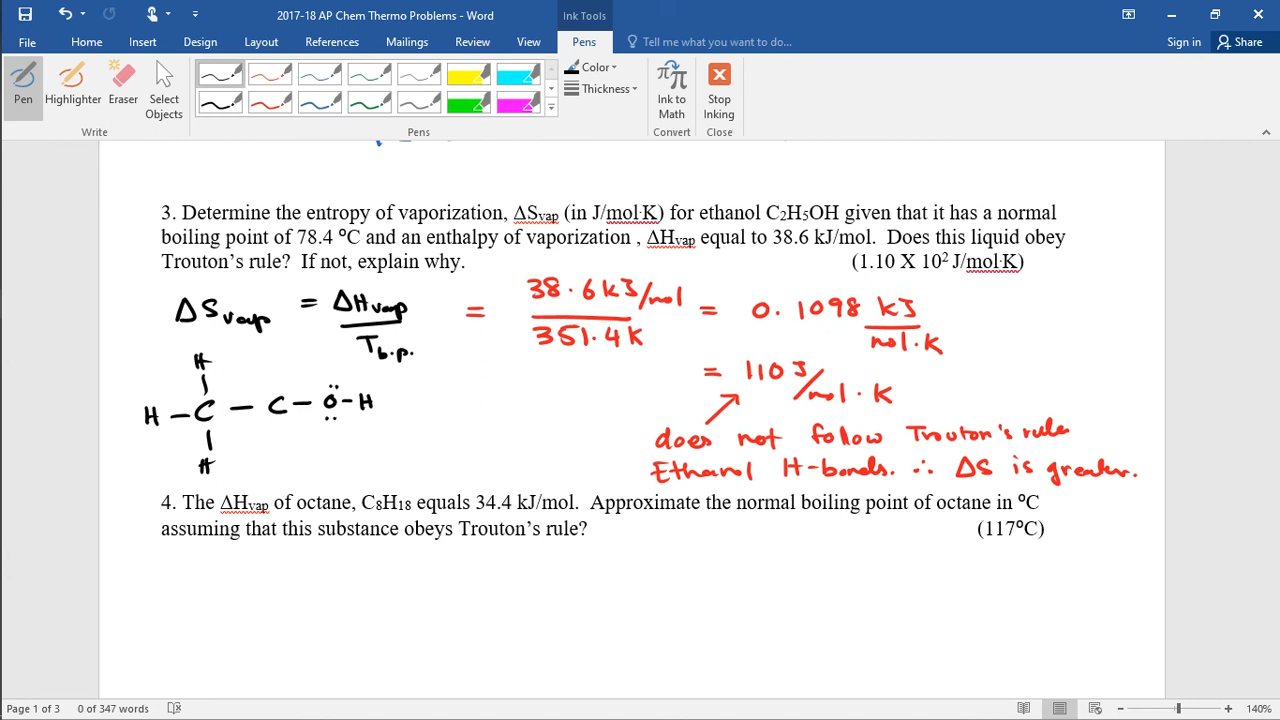 2017-18 AP Chem Thermo Problems - Word
Ink Tools
File Home Insert Design Layout References Mailings Review View Pens Tell me what you want to do... Sign in Share
Pen Highlighter Eraser Select Objects
Color
Thickness
Ink to Math
Stop Inking
Write Pens Convert Close
3. Determine the entropy of vaporization, ΔSvap (in J/mol·K) for ethanol C2H5OH given that it has a normal
boiling point of 78.4 ºC and an enthalpy of vaporization , ΔHvap equal to 38.6 kJ/mol. Does this liquid obey
Trouton's rule? If not, explain why. (1.10 X 10² J/mol·K)
ΔSvap = ΔHvap / Tb.p. = 38.6 kJ/mol / 351.4 K = 0.1098 kJ / mol·K
= 110 J/mol·K
H
H – C – C – Ö – H
H
does not follow Trouton's rule
Ethanol H-bonds. ∴ ΔS is greater.
4. The ΔHvap of octane, C8H18 equals 34.4 kJ/mol. Approximate the normal boiling point of octane in ºC
assuming that this substance obeys Trouton's rule? (117ºC)
Page 1 of 3 0 of 347 words 140%